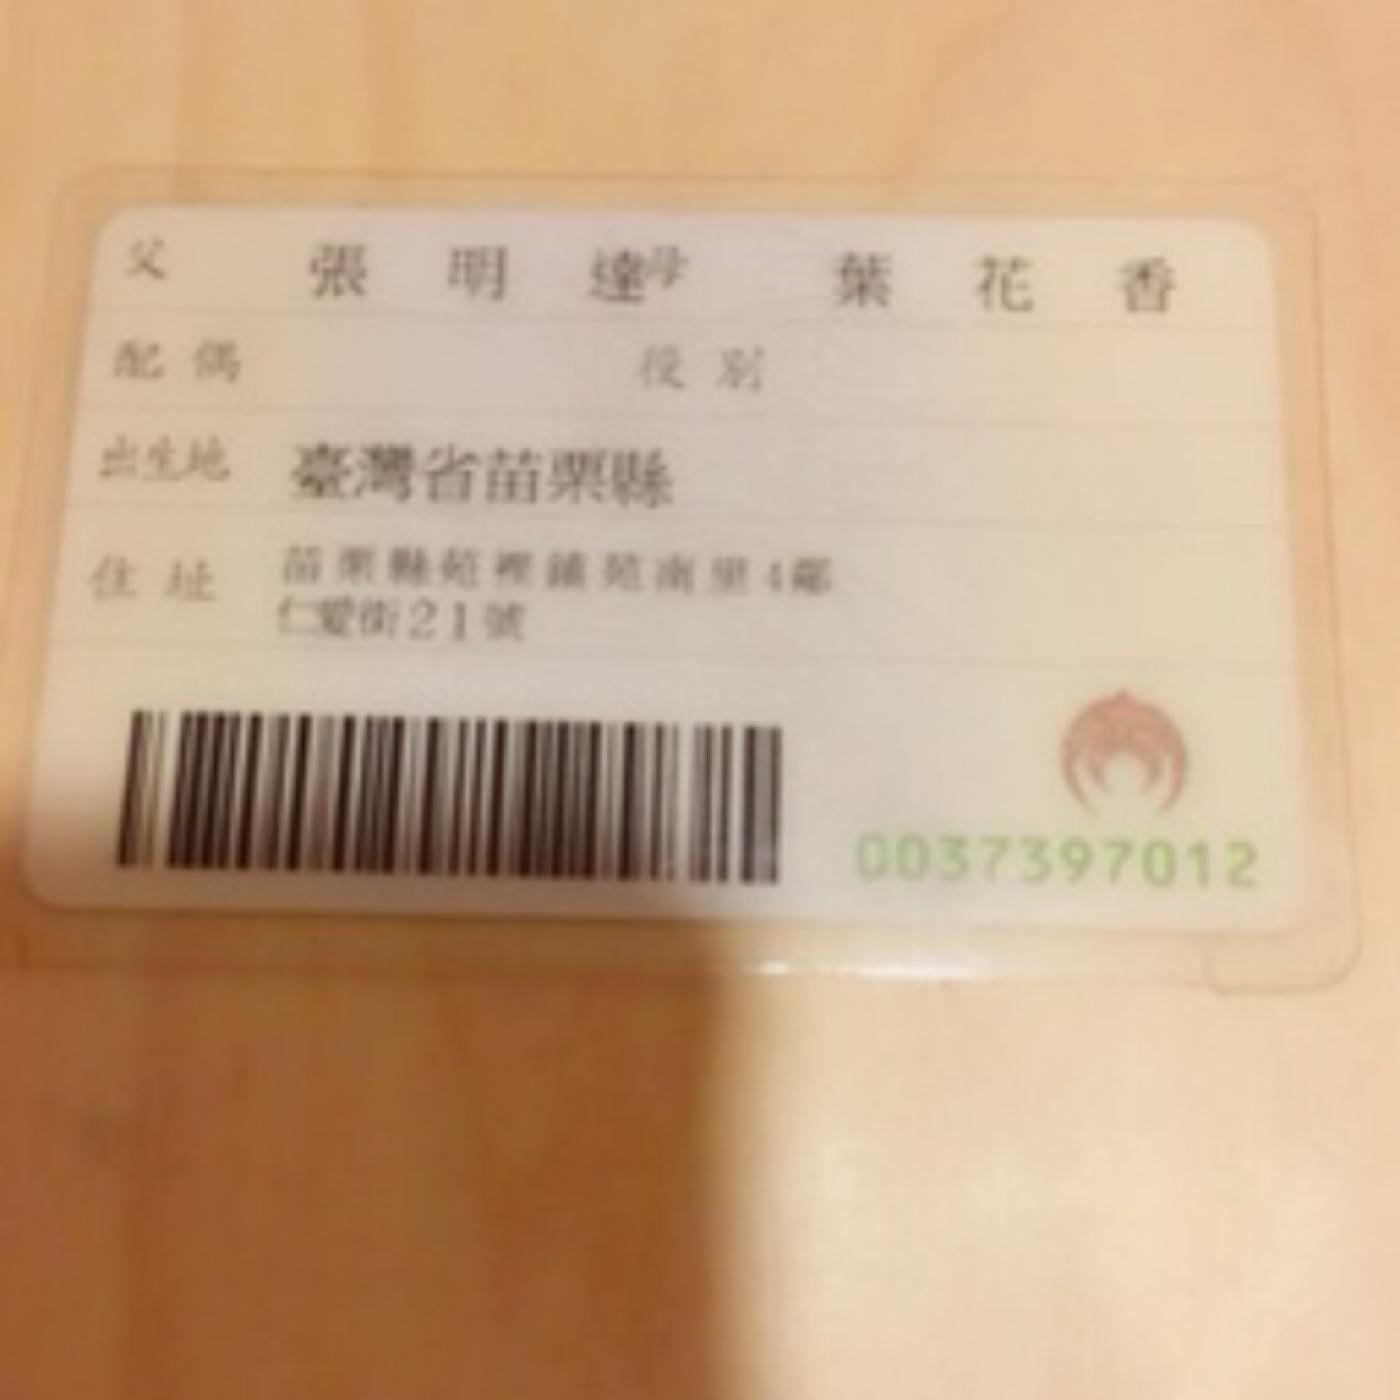 父 張明達 母 葉花香
配偶 役別
出生地 臺灣省苗栗縣
住址 苗栗縣苑裡鎮苑南里4鄰
仁愛街21號
0037397012